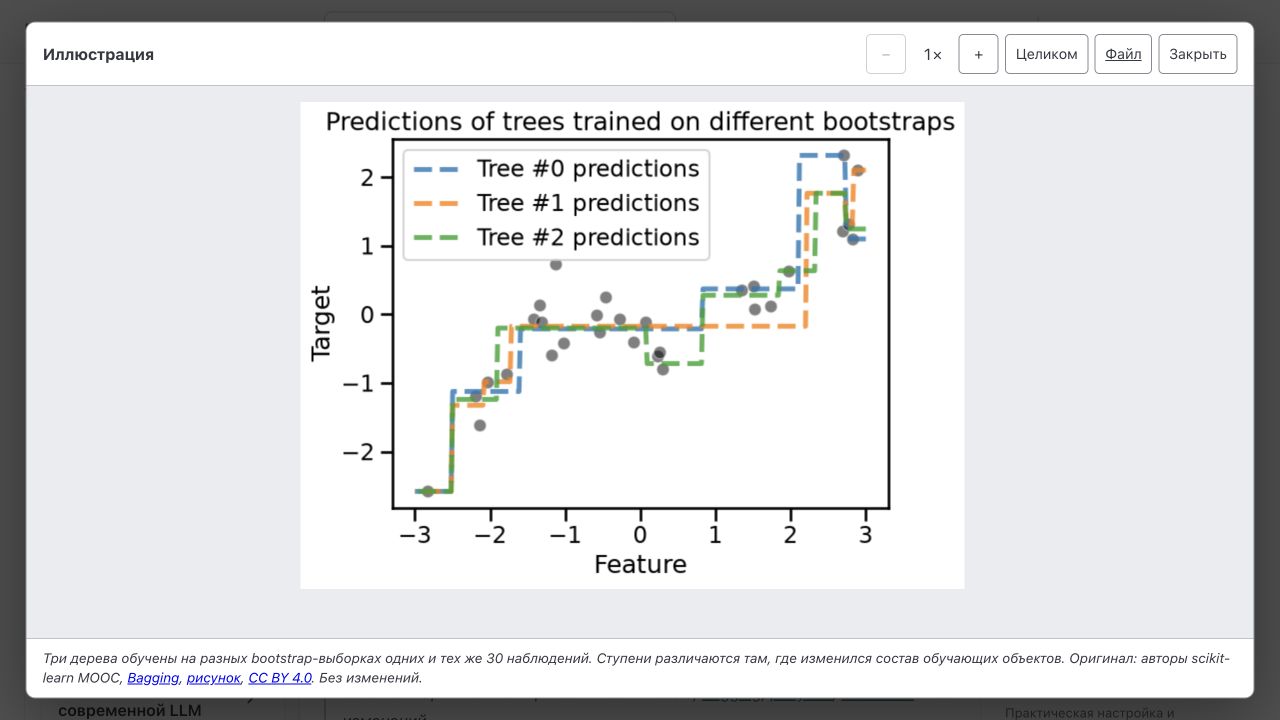 Иллюстрация
− 1× + Целиком Файл Закрыть
Predictions of trees trained on different bootstraps
Tree #0 predictions
Tree #1 predictions
Tree #2 predictions
2
1
0
−1
−2
Target
−3 −2 −1 0 1 2 3
Feature
Три дерева обучены на разных bootstrap-выборках одних и тех же 30 наблюдений. Ступени различаются там, где изменился состав обучающих объектов. Оригинал: авторы scikit-
learn MOOC, Bagging, рисунок, CC BY 4.0. Без изменений.
современной LLM
Практическая настройка и